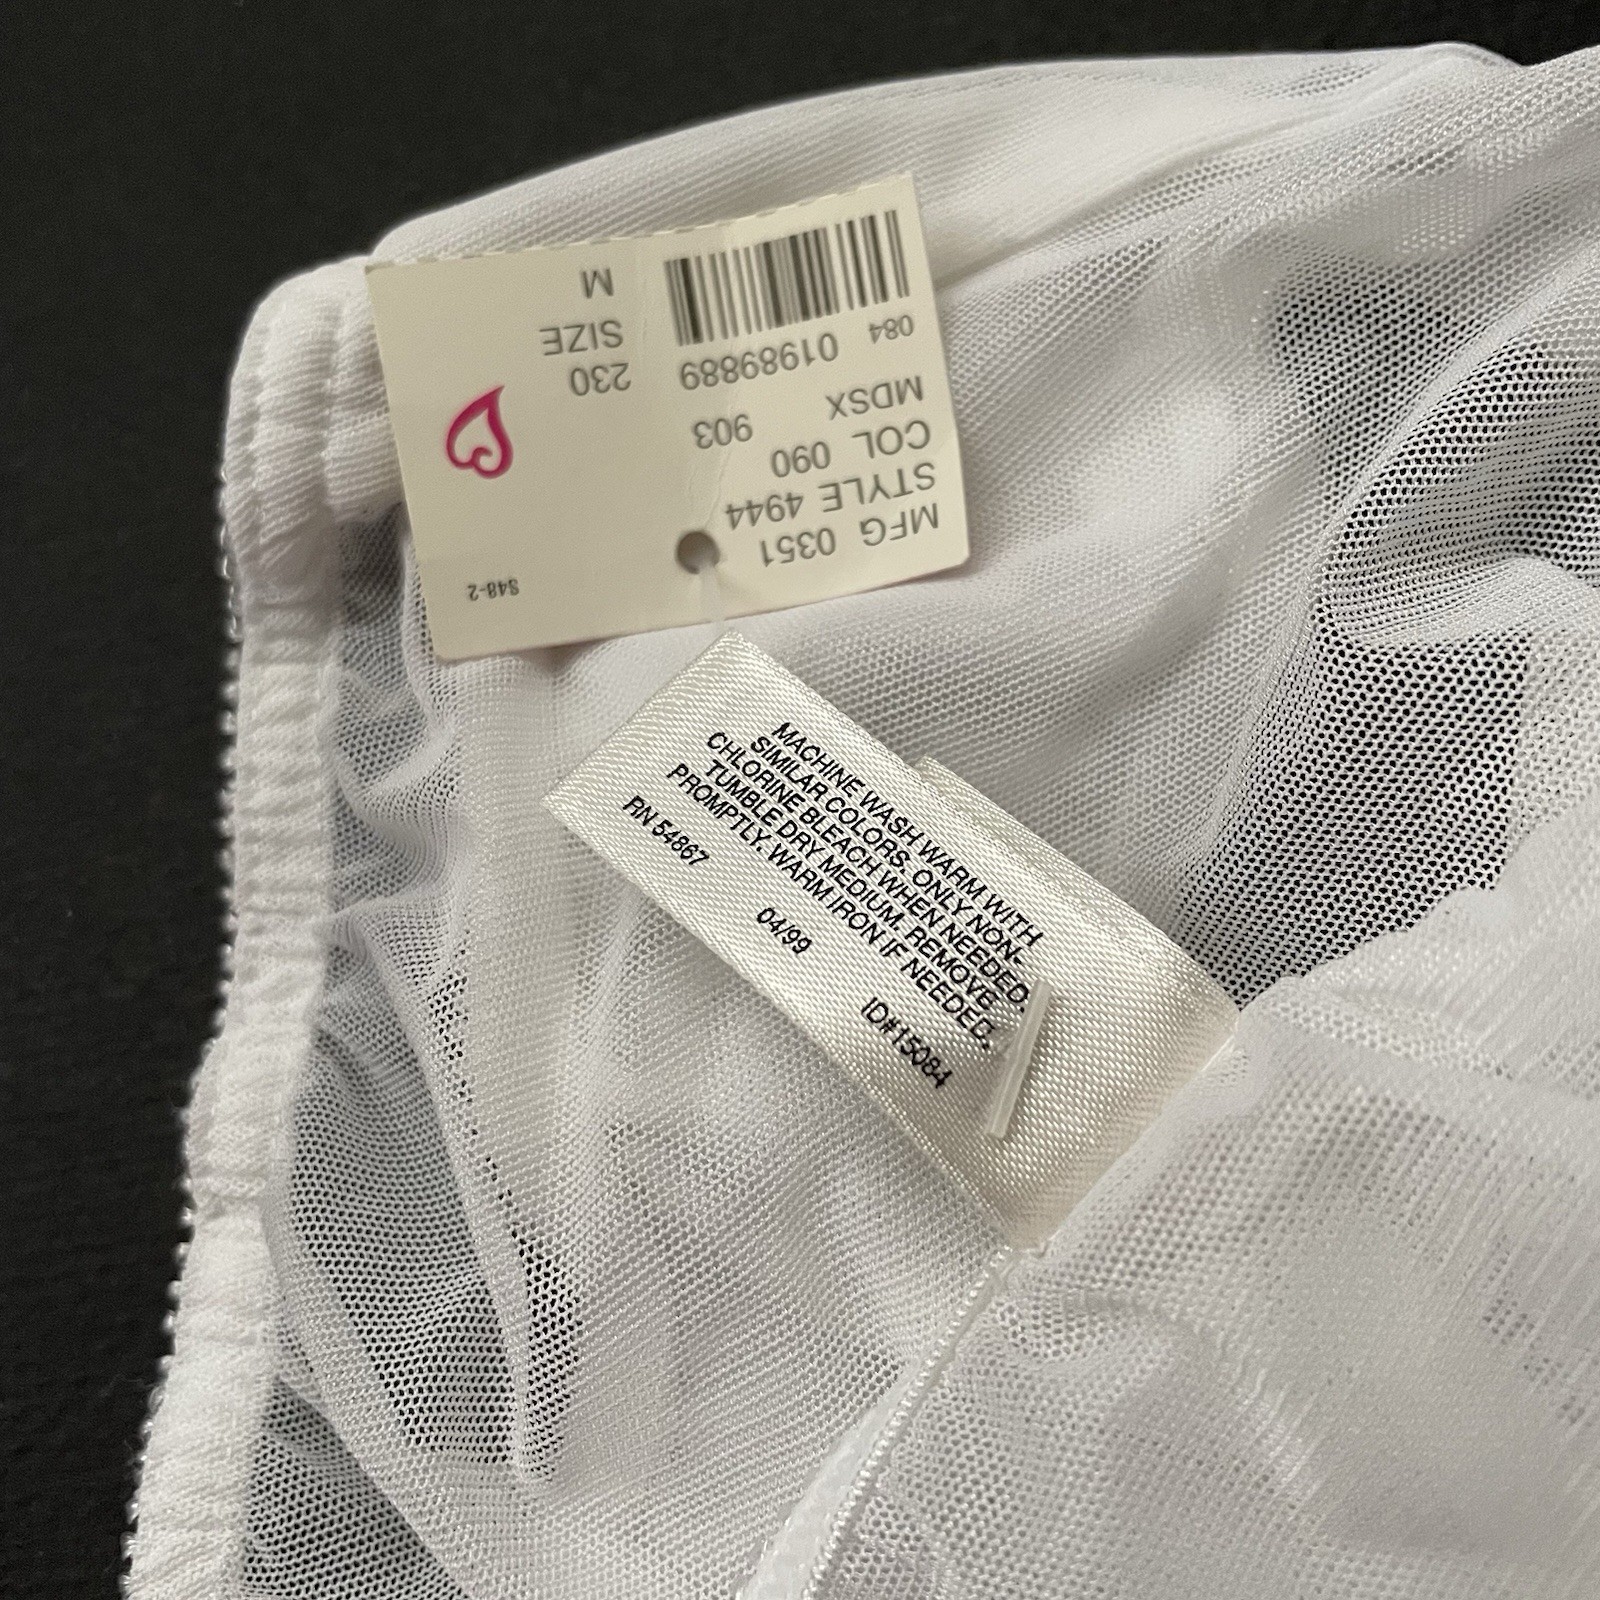 MFG 0351
STYLE 4944
COL 090
MDSX 903
084 01989889
230
SIZE
M
S48-2
MACHINE WASH WARM WITH
SIMILAR COLORS. ONLY NON-
CHLORINE BLEACH WHEN NEEDED.
TUMBLE DRY MEDIUM. REMOVE
PROMPTLY. WARM IRON IF NEEDED.
RN 54867 04/99 ID#15084